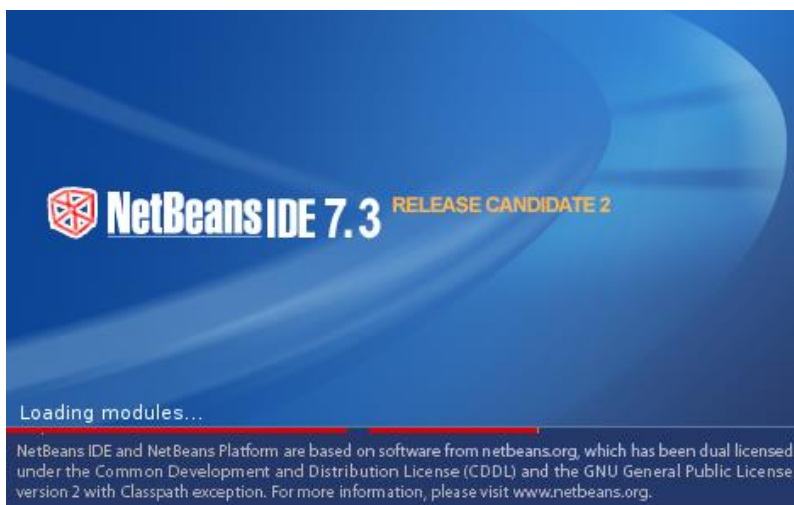 NetBeans IDE 7.3 RELEASE CANDIDATE 2
Loading modules...
NetBeans IDE and NetBeans Platform are based on software from netbeans.org, which has been dual licensed
under the Common Development and Distribution License (CDDL) and the GNU General Public License
version 2 with Classpath exception. For more information, please visit www.netbeans.org.